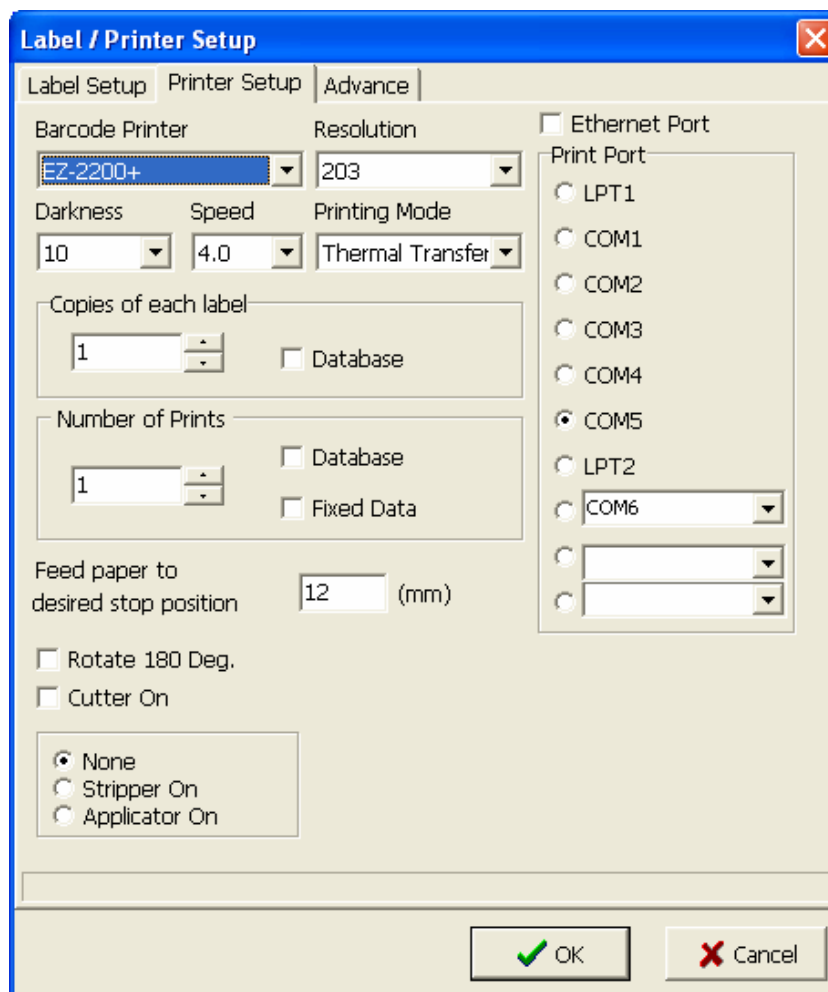 Label / Printer Setup
Label Setup Printer Setup Advance
Barcode Printer Resolution
EZ-2200+ 203
Darkness Speed Printing Mode
10 4.0 Thermal Transfer
Copies of each label
1 Database
Number of Prints
1 Database
Fixed Data
Feed paper to
desired stop position 12 (mm)
Rotate 180 Deg.
Cutter On
None
Stripper On
Applicator On
Ethernet Port
Print Port
LPT1
COM1
COM2
COM3
COM4
COM5
LPT2
COM6
OK Cancel